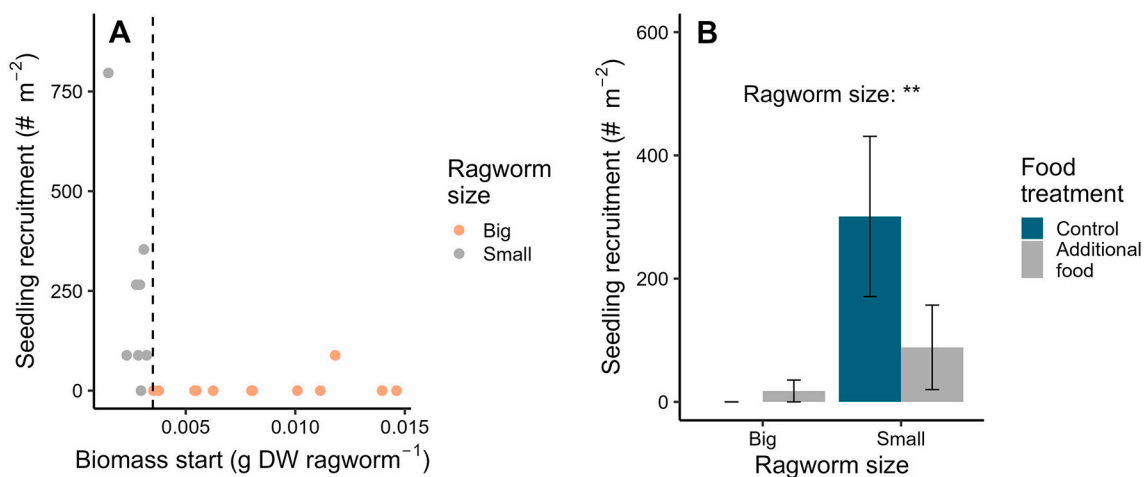 A
Seedling recruitment (# m⁻²)
750
500
250
0
0.005
0.010
0.015
Biomass start (g DW ragworm⁻¹)
Ragworm
size
Big
Small
B
Seedling recruitment (# m⁻²)
600
400
200
0
Ragworm size: **
Big
Small
Ragworm size
Food
treatment
Control
Additional
food